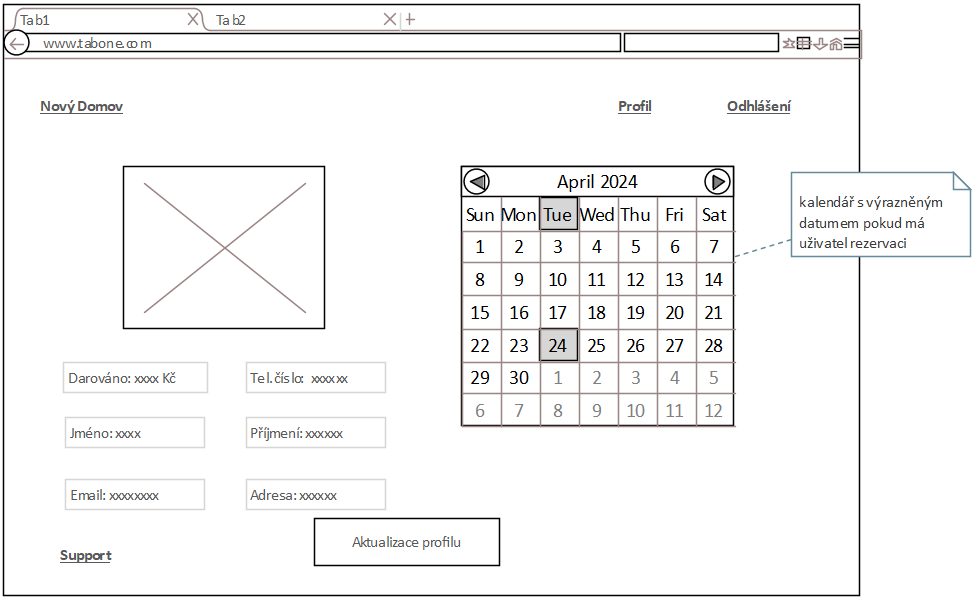 Tab1 Tab2
www.tabone.com
Nový Domov Profil Odhlášení
April 2024
Sun Mon Tue Wed Thu Fri Sat
1 2 3 4 5 6 7
8 9 10 11 12 13 14
15 16 17 18 19 20 21
22 23 24 25 26 27 28
29 30 1 2 3 4 5
6 7 8 9 10 11 12
kalendář s výrazněným
datumem pokud má
uživatel rezervaci
Darováno: xxxx Kč Tel.číslo: xxxxx
Jméno: xxxx Příjmení: xxxxxx
Email: xxxxxxxx Adresa: xxxxxx
Aktualizace profilu
Support